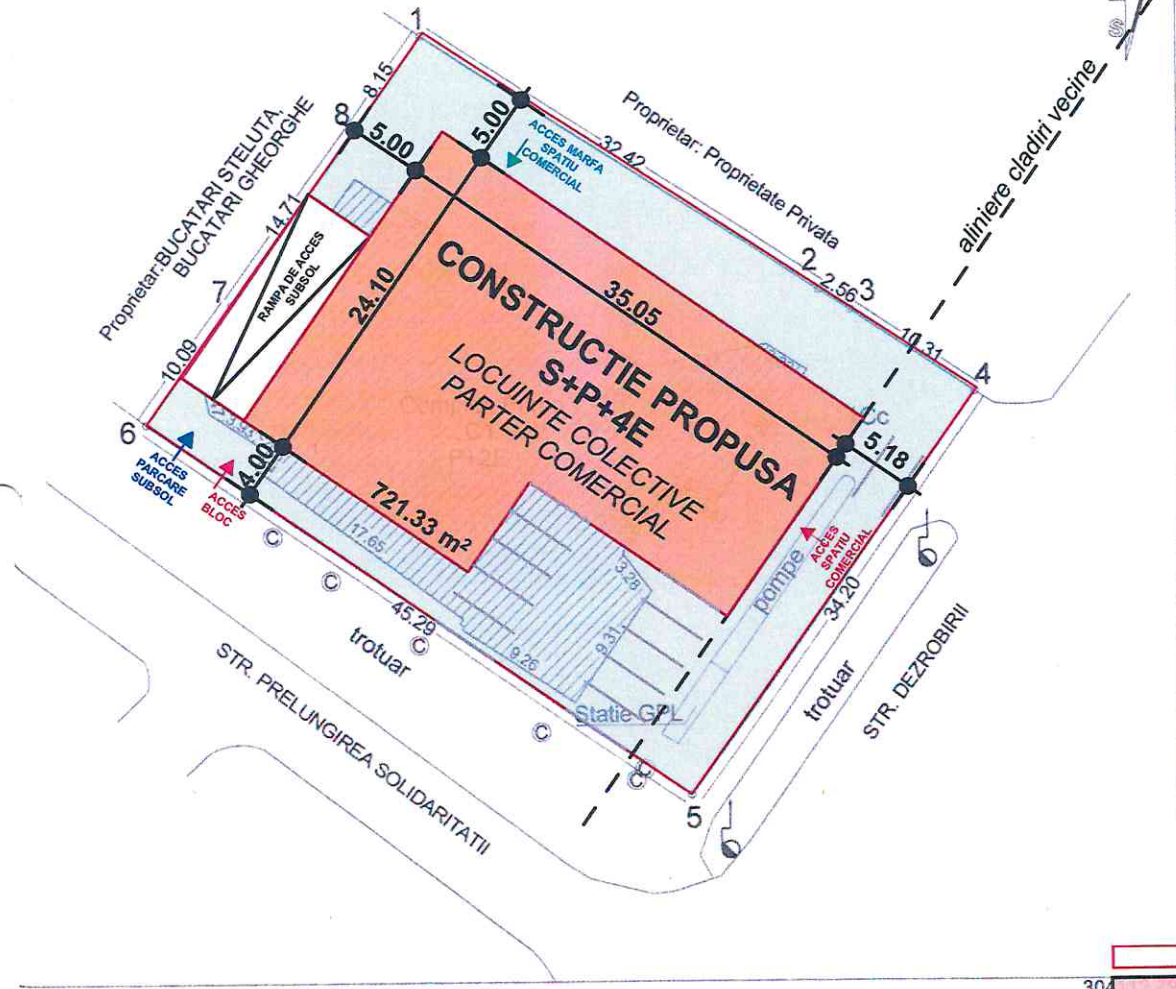 1
8.15
8
5.00
5.00
ACCES MARFA
SPATIU
COMERCIAL
32.42
Proprietar: Proprietate Privata
aliniere cladiri vecine
Proprietar:BUCATARI STELUTA,
BUCATARI GHEORGHE
14.71
RAMPA DE ACCES
SUBSOL
7
24.10
35.05
2
2.56
3
10.31
4
CONSTRUCTIE PROPUSA
S+P+4E
LOCUINTE COLECTIVE
PARTER COMERCIAL
10.09
6
CC
5.18
4.00
ACCES
PARCARE
SUBSOL
ACCES
BLOC
721.33 m²
17.65
C
C
C
C
C
3.28
9.31
9.26
pompe
ACCES
SPATIU
COMERCIAL
34.20
45.29
trotuar
trotuar
STR. DEZROBIRII
Statie GPL
STR. PRELUNGIREA SOLIDARITATII
5
304